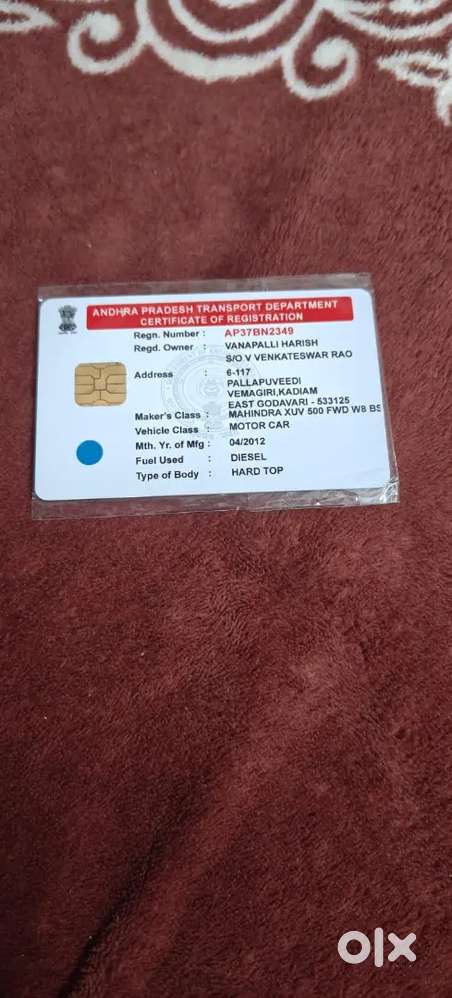 ANDHRA PRADESH TRANSPORT DEPARTMENT
CERTIFICATE OF REGISTRATION
Regn. Number : AP37BN2349
Regd. Owner : VANAPALLI HARISH
S/O V VENKATESWAR RAO
Address : 6-117
PALLAPUVEEDI
VEMAGIRI,KADIAM
EAST GODAVARI - 533125
Maker's Class : MAHINDRA XUV 500 FWD W8 BS
Vehicle Class : MOTOR CAR
Mth. Yr. of Mfg : 04/2012
Fuel Used : DIESEL
Type of Body : HARD TOP
olx